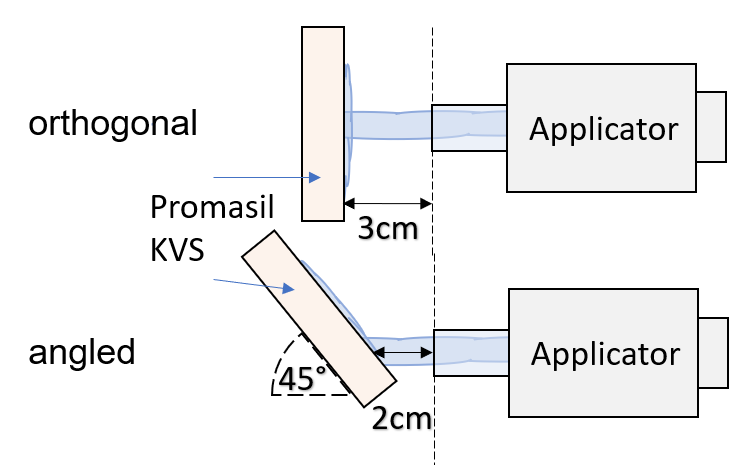 orthogonal
Applicator
Promasil
KVS
3cm
angled
45°
Applicator
2cm